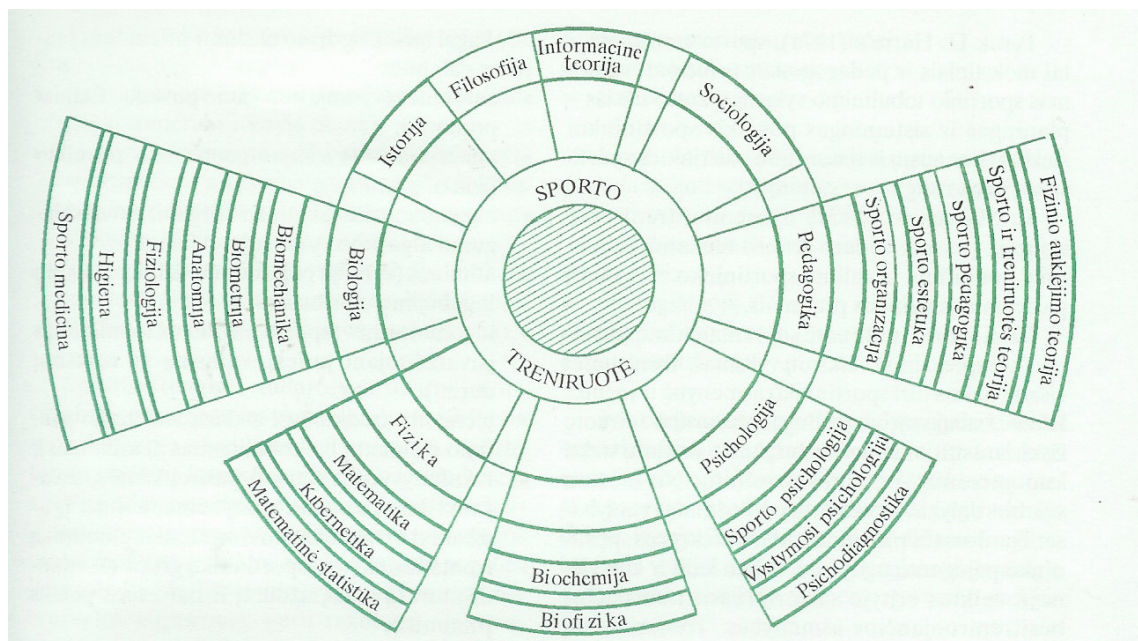 Informacinė
teorija
Filosofija
Istorija
Sociologija
SPORTO
TRENIRUOTĖ
Sporto medicina
Higiena
Fiziologija
Anatomija
Biometrija
Biomechanika
Biologija
Pedagogika
Sporto organizacija
Sporto estetika
Sporto pedagogika
Sporto ir treniruotės teorija
Fizinio auklėjimo teorija
Fizika
Matematika
Kibernetika
Matematinė statistika
Biochemija
Biofizika
Psichologija
Sporto psichologija
Vystymosi psichologija
Psichodiagnostika